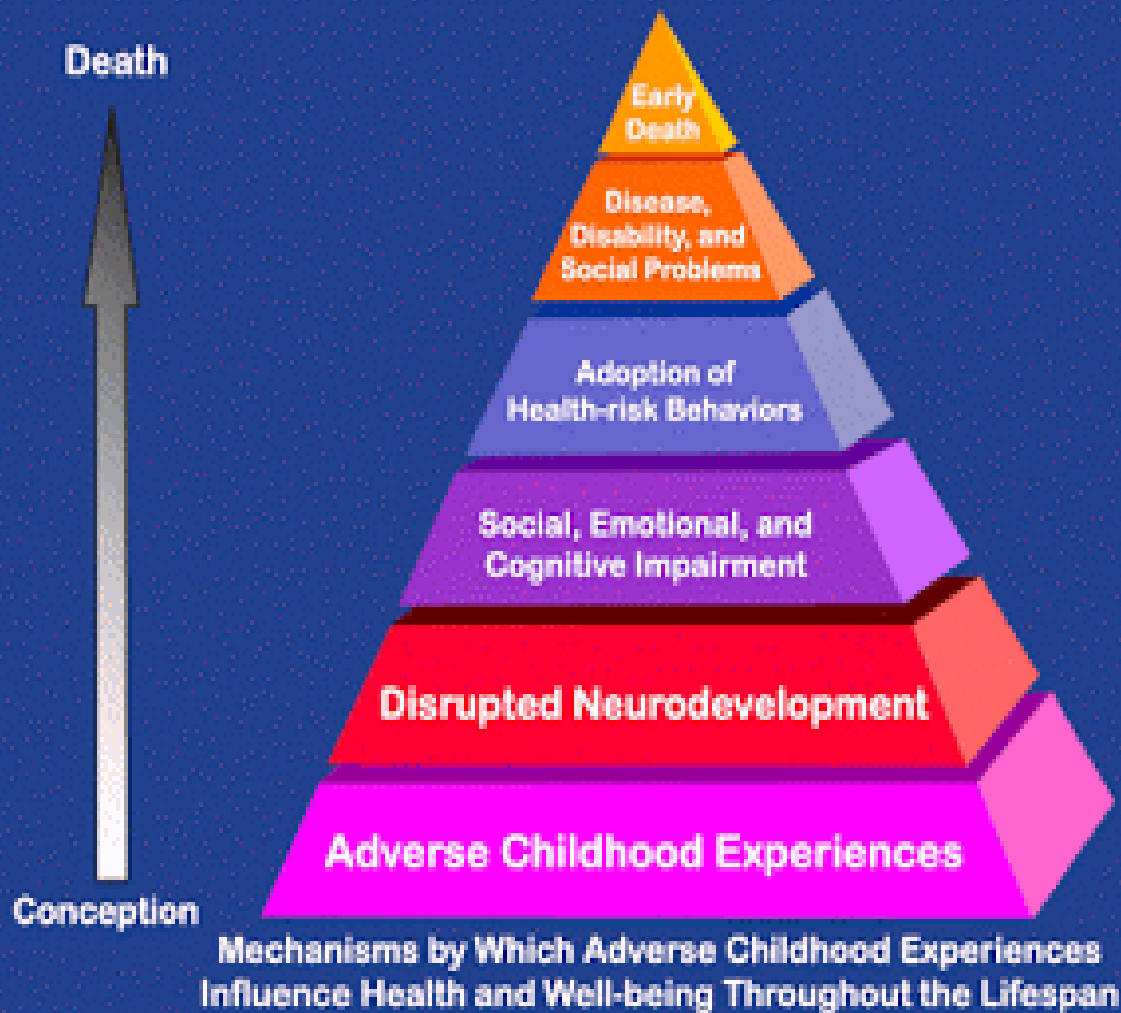 Death
Early
Death
Disease,
Disability, and
Social Problems
Adoption of
Health-risk Behaviors
Social, Emotional, and
Cognitive Impairment
Disrupted Neurodevelopment
Adverse Childhood Experiences
Conception
Mechanisms by Which Adverse Childhood Experiences
Influence Health and Well-being Throughout the Lifespan